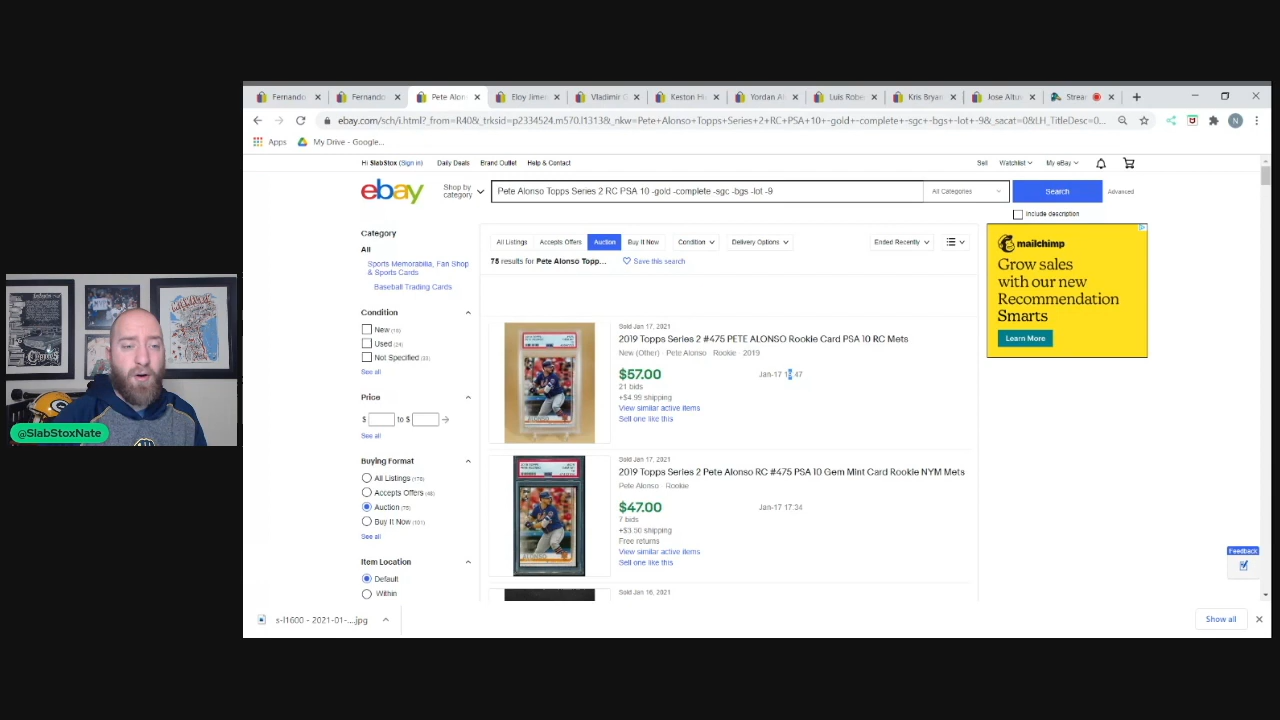 Fernando
Fernando
Pete Alon
Eloy Jime
Vladimir G
Keston Hi
Yordan Al
Luis Robe
Kris Bryan
Jose Altu
Strea
ebay.com/sch/i.html?_from=R40&_trksid=p2334524.m570.l1313&_nkw=Pete+Alonso+Topps+Series+2+RC+PSA+10+-gold+-complete+-sgc+-bgs+-lot+-9&_sacat=0&LH_TitleDesc=0...
Apps
My Drive - Google...
Hi SlabStox (Sign in)
Daily Deals
Brand Outlet
Help & Contact
Sell
Watchlist
My eBay
ebay
Shop by
category
Pete Alonso Topps Series 2 RC PSA 10 -gold -complete -sgc -bgs -lot -9
All Categories
Search
Advanced
Include description
Category
All
Sports Memorabilia, Fan Shop
& Sports Cards
Baseball Trading Cards
Condition
New
Used
Not Specified
See all
Price
$ to $
See all
Buying Format
All Listings (176)
Accepts Offers
Auction (75)
Buy It Now (101)
See all
Item Location
Default
Within
All Listings
Accepts Offers
Auction
Buy It Now
Condition
Delivery Options
Ended Recently
75 results for Pete Alonso Topp...
Save this search
Sold Jan 17, 2021
2019 Topps Series 2 #475 PETE ALONSO Rookie Card PSA 10 RC Mets
New (Other) Pete Alonso Rookie 2019
$57.00
21 bids
+$4.99 shipping
View similar active items
Sell one like this
Jan-17
47
Sold Jan 17, 2021
2019 Topps Series 2 Pete Alonso RC #475 PSA 10 Gem Mint Card Rookie NYM Mets
Pete Alonso Rookie
$47.00
7 bids
+$3.50 shipping
Free returns
View similar active items
Sell one like this
Jan-17 17:34
Sold Jan 16, 2021
mailchimp
Grow sales
with our new
Recommendation
Smarts
Learn More
Feedback
@SlabStoxNate
s-l1600 - 2021-01-....jpg
Show all